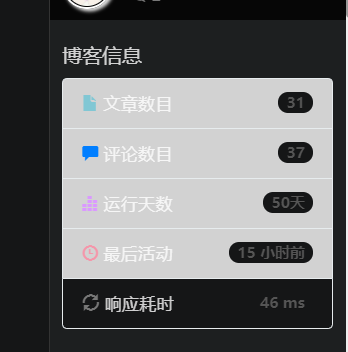 博客信息
文章数目 31
评论数目 37
运行天数 50天
最后活动 15 小时前
响应耗时 46 ms